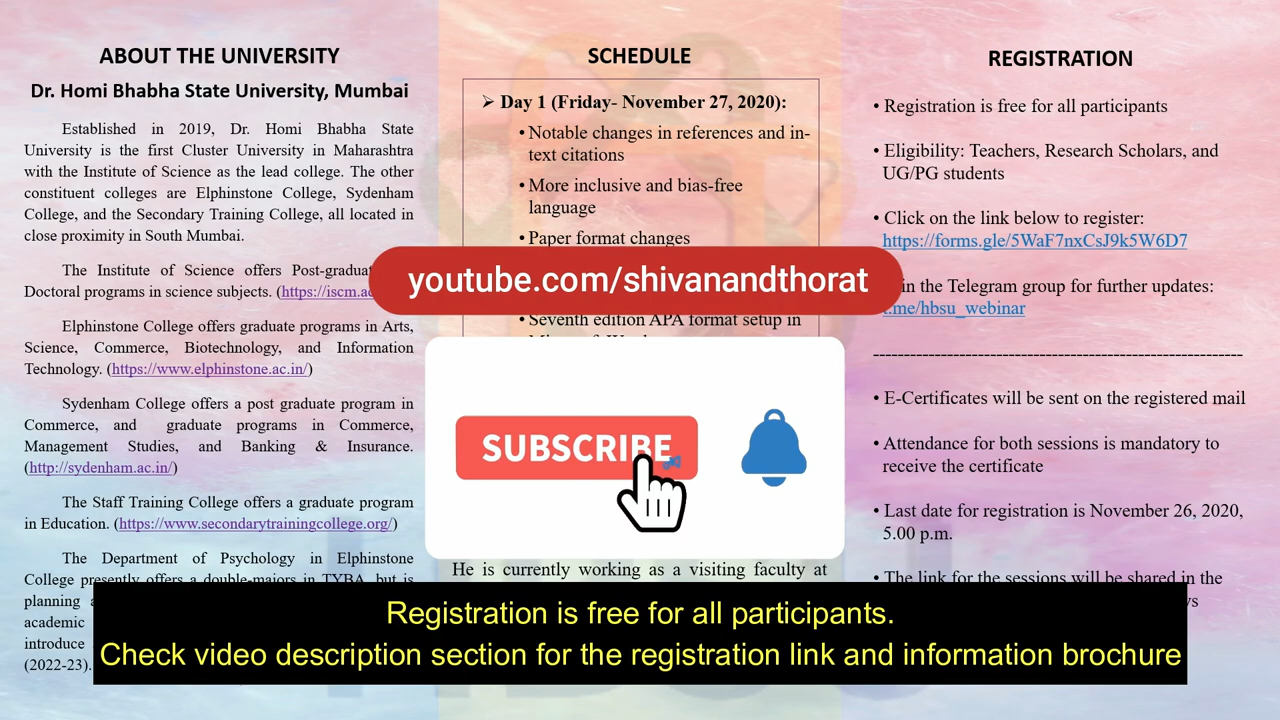 ABOUT THE UNIVERSITY
Dr. Homi Bhabha State University, Mumbai
Established in 2019, Dr. Homi Bhabha State
University is the first Cluster University in Maharashtra
with the Institute of Science as the lead college. The other
constituent colleges are Elphinstone College, Sydenham
College, and the Secondary Training College, all located in
close proximity in South Mumbai.
The Institute of Science offers
Doctoral programs in science subjects.
Elphinstone College offers graduate programs in Arts,
Science, Commerce, Biotechnology, and Information
Technology. (https://www.elphinstone.ac.in/)
Sydenham College offers a post graduate program in
Commerce, and graduate programs in Commerce,
Management Studies, and Banking & Insurance.
(http://sydenham.ac.in/)
The Staff Training College offers a graduate program
in Education. (https://www.secondarytrainingcollege.org/)
The Department of Psychology in Elphinstone
College presently offers a double-majors in TYBA, but is
planning
academic
introduce
(2022-23).
SCHEDULE
➢ Day 1 (Friday- November 27, 2020):
• Notable changes in references and in-
text citations
• More inclusive and bias-free
language
• Paper format changes
youtube.com/shivanandthorat
• Seventh edition APA format setup in
SUBSCRIBE
He is currently working as a visiting faculty at
REGISTRATION
• Registration is free for all participants
• Eligibility: Teachers, Research Scholars, and
UG/PG students
• Click on the link below to register:
https://forms.gle/5WaF7nxCsJ9k5W6D7
in the Telegram group for further updates:
t.me/hbsu_webinar
• E-Certificates will be sent on the registered mail
• Attendance for both sessions is mandatory to
receive the certificate
• Last date for registration is November 26, 2020,
5.00 p.m.
• The link for the sessions will be shared in the
Registration is free for all participants.
Check video description section for the registration link and information brochure